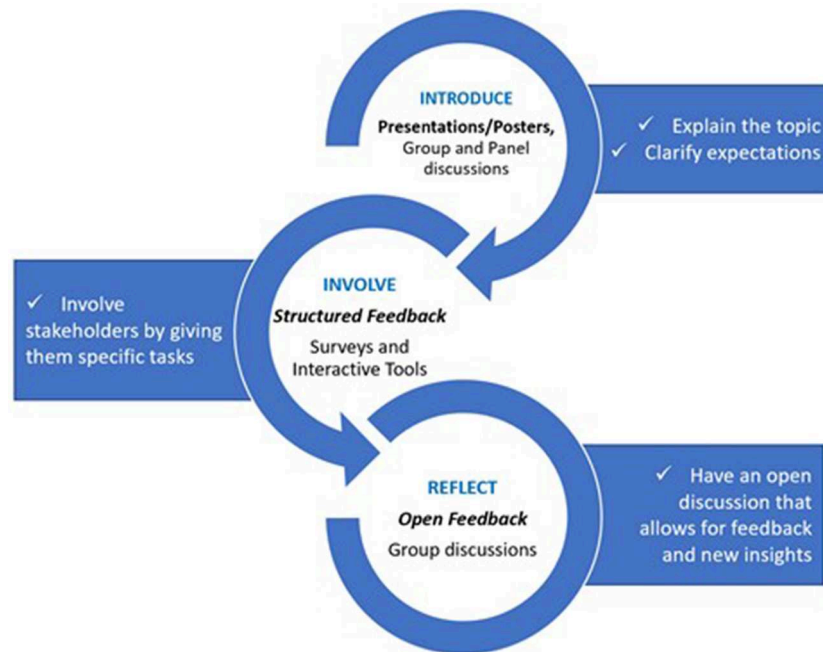 INTRODUCE
Presentations/Posters,
Group and Panel
discussions
✓ Explain the topic
✓ Clarify expectations
INVOLVE
Structured Feedback
Surveys and
Interactive Tools
✓ Involve
stakeholders by giving
them specific tasks
REFLECT
Open Feedback
Group discussions
✓ Have an open
discussion that
allows for feedback
and new insights